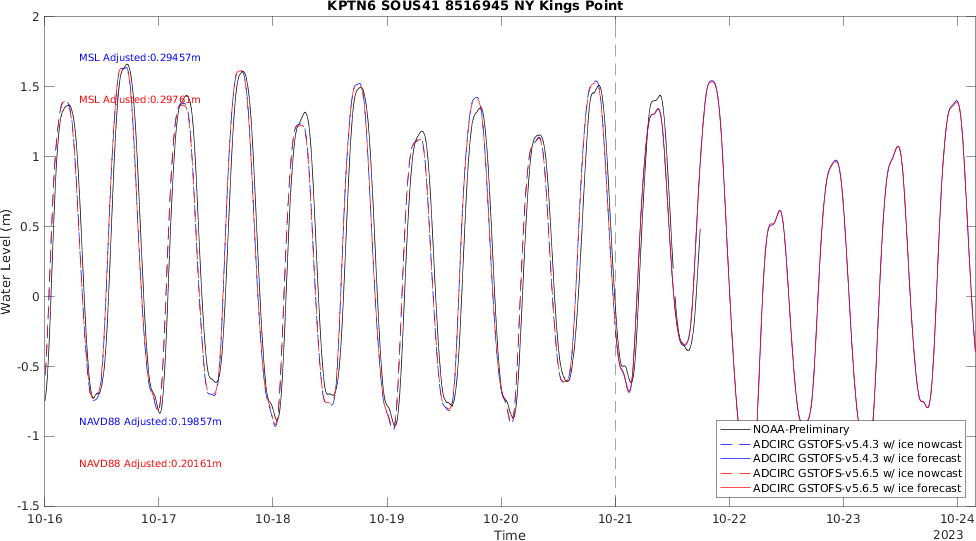 KPTN6 SOUS41 8516945 NY Kings Point
2
1.5
1
0.5
0
-0.5
-1
-1.5
Water Level (m)
MSL Adjusted:0.29457m
MSL Adjusted:0.29761m
NAVD88 Adjusted:0.19857m
NAVD88 Adjusted:0.20161m
NOAA-Preliminary
ADCIRC GSTOFS-v5.4.3 w/ ice nowcast
ADCIRC GSTOFS-v5.4.3 w/ ice forecast
ADCIRC GSTOFS-v5.6.5 w/ ice nowcast
ADCIRC GSTOFS-v5.6.5 w/ ice forecast
10-16 10-17 10-18 10-19 10-20 10-21 10-22 10-23 10-24
Time
2023